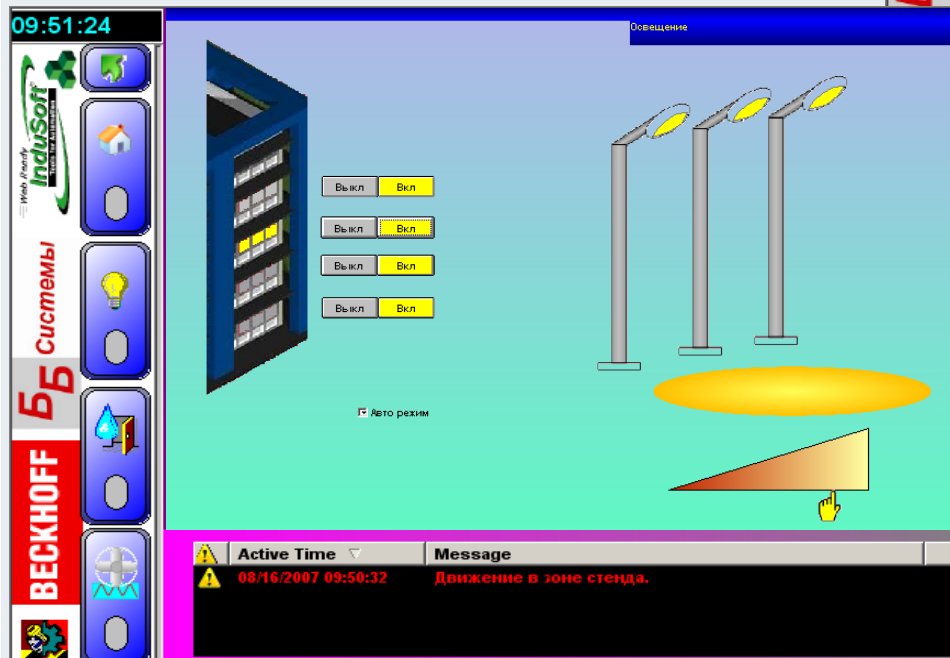 09:51:24
Освещение
Web Ready
InduSoft
Tools for Automation
ББ Системы
BECKHOFF
Выкл Вкл
Выкл Вкл
Выкл Вкл
Выкл Вкл
Авто режим
Active Time Message
08/16/2007 09:50:32 Движение в зоне стенда.